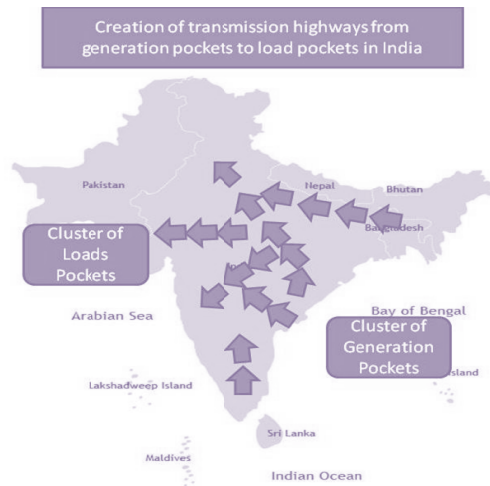 Creation of transmission highways from
generation pockets to load pockets in India
Pakistan
Nepal
Bhutan
Bangladesh
Cluster of
Loads
Pockets
Arabian Sea
Bay of Bengal
Cluster of
Generation
Pockets
Lakshadweep Island
Sri Lanka
Maldives
Indian Ocean